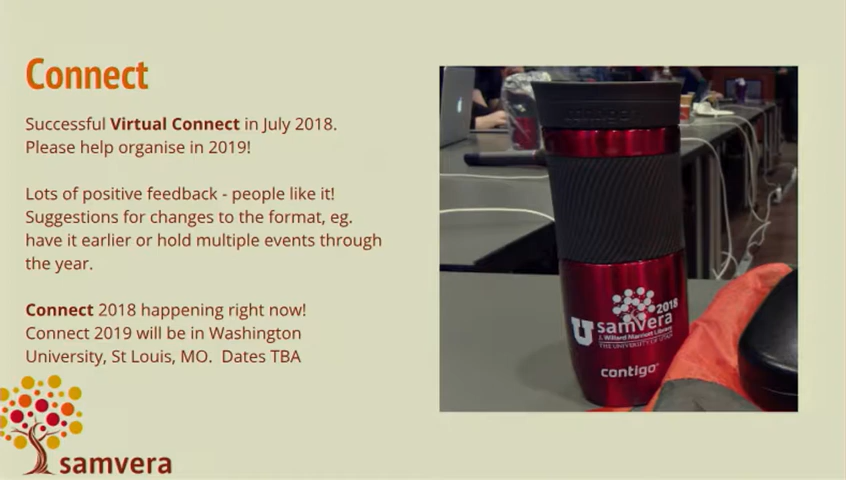 Connect
Successful Virtual Connect in July 2018.
Please help organise in 2019!
Lots of positive feedback - people like it!
Suggestions for changes to the format, eg.
have it earlier or hold multiple events through
the year.
Connect 2018 happening right now!
Connect 2019 will be in Washington
University, St Louis, MO.  Dates TBA
samvera
2018
U samvera
J. Willard Marriott Library
THE UNIVERSITY OF UTAH
contigo